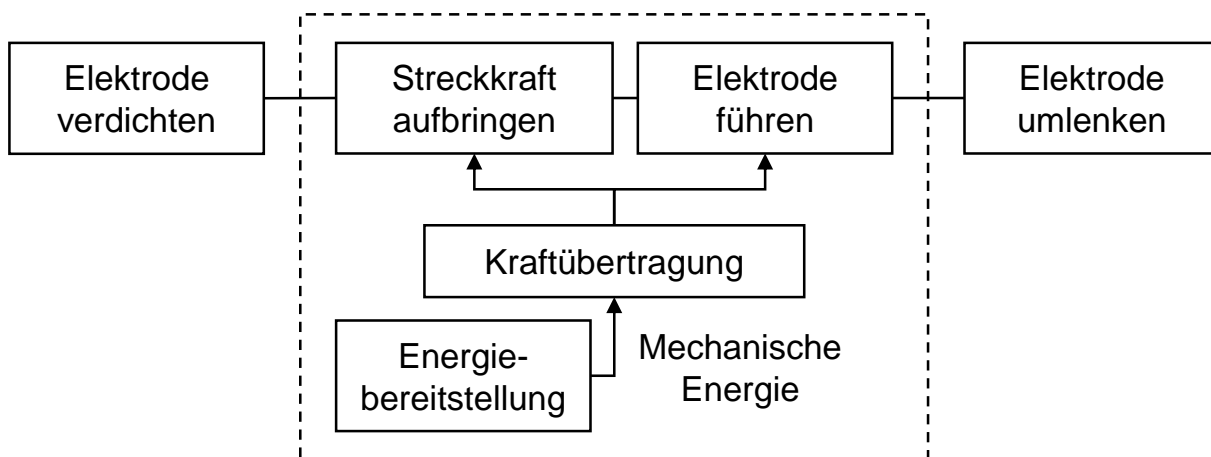 Elektrode
verdichten
Streckkraft
aufbringen
Elektrode
führen
Elektrode
umlenken
Kraftübertragung
Energie-
bereitstellung
Mechanische
Energie